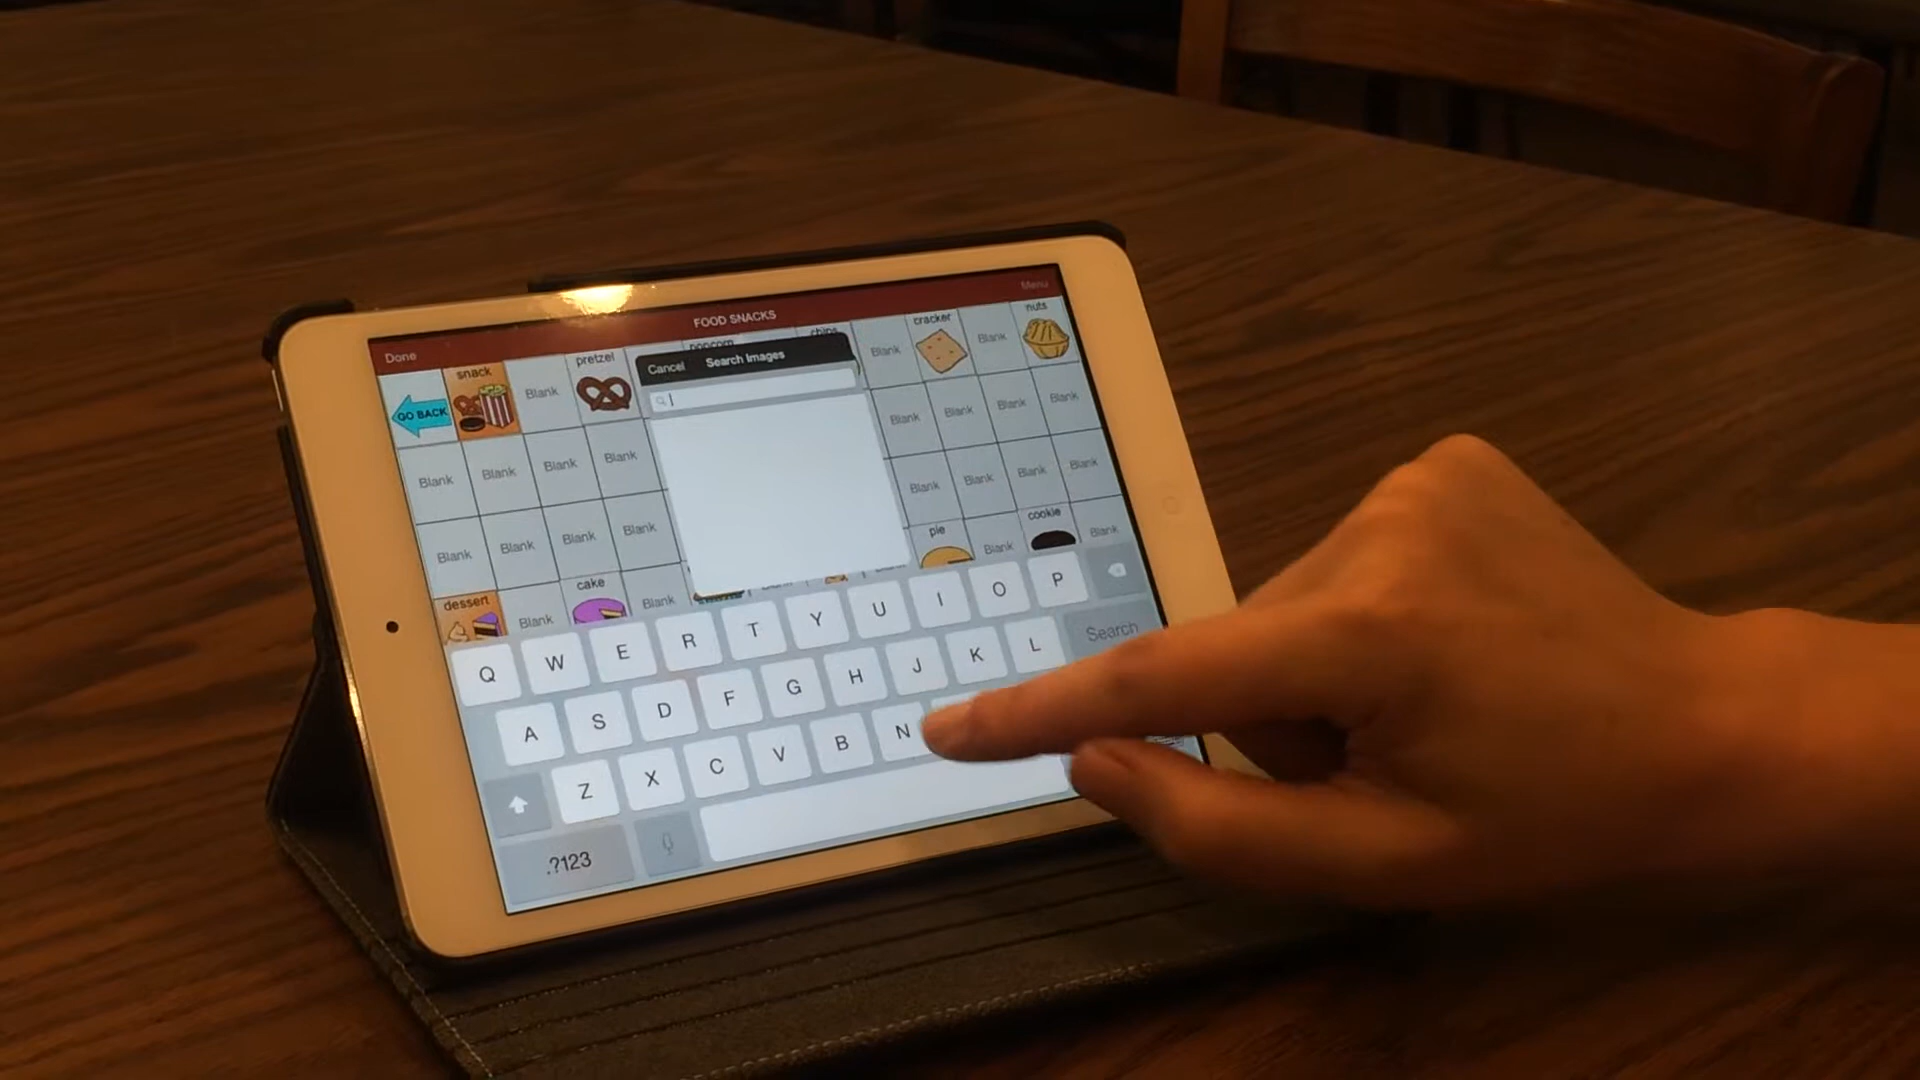 Done FOOD SNACKS Menu
GO BACK snack Blank pretzel popcorn chips Blank cracker Blank nuts
Cancel Search Images
Blank Blank Blank Blank Blank Blank Blank Blank
Blank Blank Blank Blank Blank Blank Blank Blank
dessert Blank cake Blank Blank pie Blank cookie Blank
Q W E R T Y U I O P
A S D F G H J K L Search
Z X C V B N
.?123